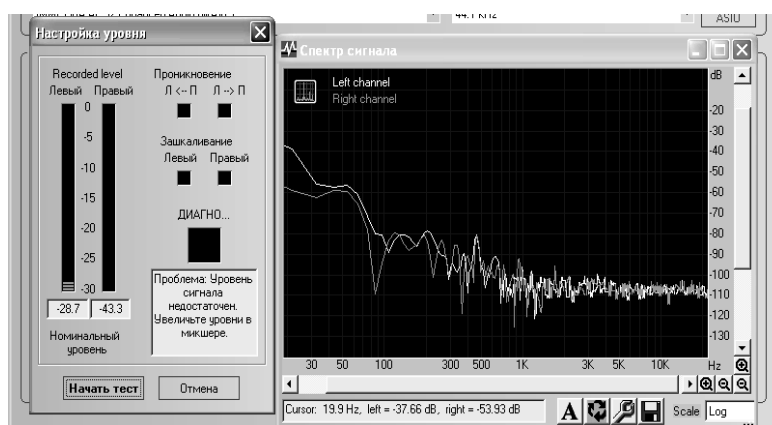 44.1 kHz
ASIO
Настройка уровня
Recorded level
Левый Правый
0
-5
-10
-15
-20
-25
-30
-28.7 -43.3
Номинальный
уровень
Проникновение
Л <-- П Л --> П
Зашкаливание
Левый Правый
ДИАГНО...
Проблема: Уровень
сигнала
недостаточен.
Увеличьте уровни в
микшере.
Начать тест Отмена
Спектр сигнала
Left channel
Right channel
dB
-20
-30
-40
-50
-60
-70
-80
-90
-100
-110
-120
-130
30 50 100 300 500 1K 3K 5K 10K Hz
Cursor: 19.9 Hz, left = -37.66 dB, right = -53.93 dB
A
Scale Log